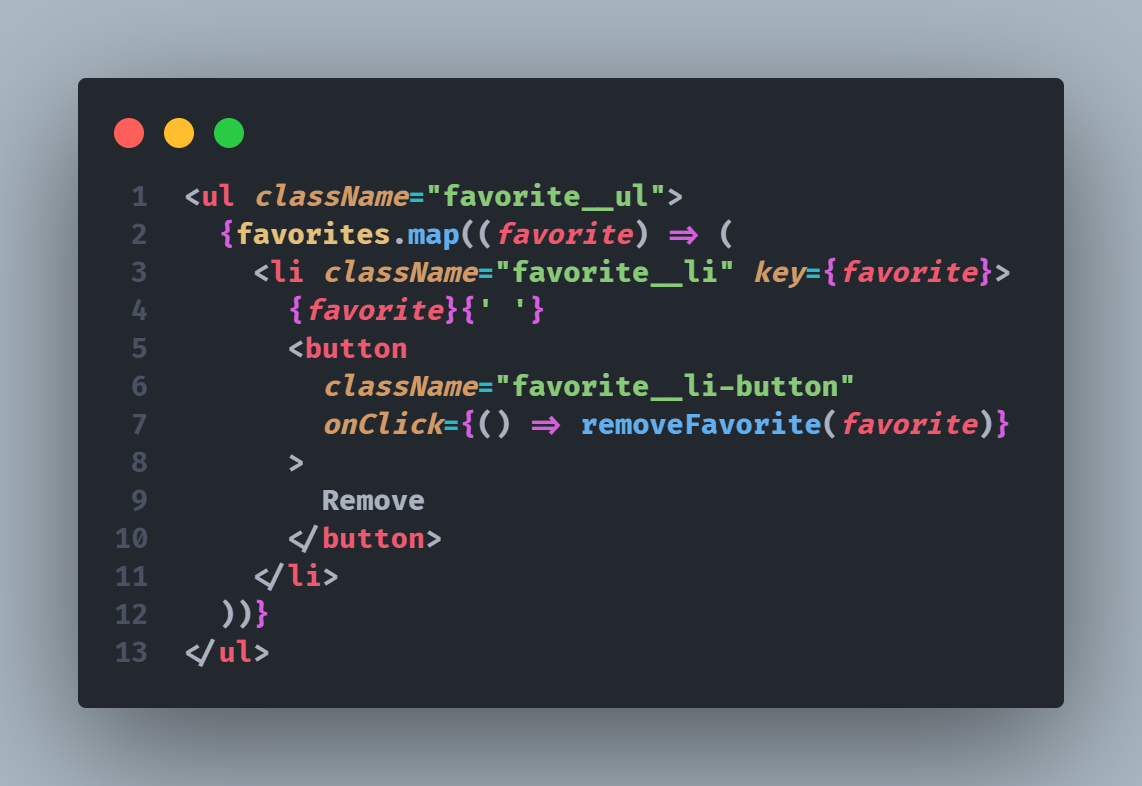 1 <ul className="favorite__ul">
2   {favorites.map((favorite) => (
3     <li className="favorite__li" key={favorite}>
4       {favorite}{' '}
5       <button
6         className="favorite__li-button"
7         onClick={() => removeFavorite(favorite)}
8       >
9         Remove
10       </button>
11     </li>
12   ))}
13 </ul>